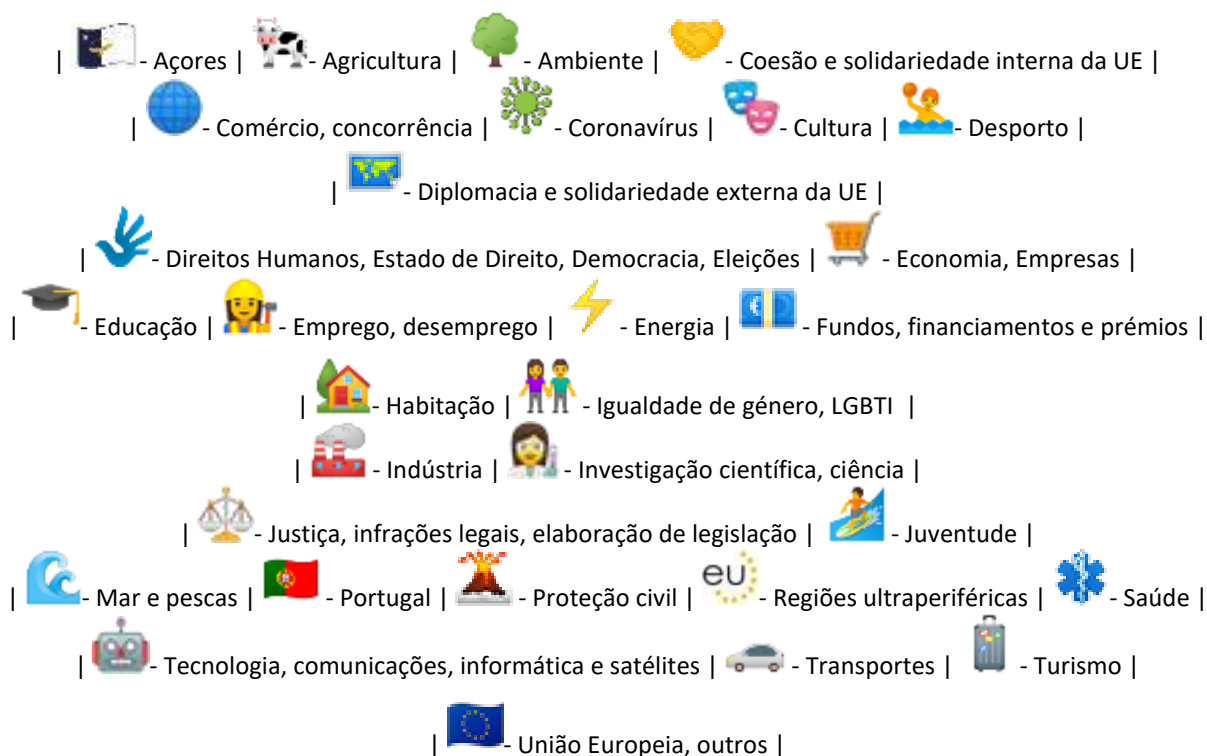 | - Açores | - Agricultura | - Ambiente | - Coesão e solidariedade interna da UE |
| - Comércio, concorrência | - Coronavírus | - Cultura | - Desporto |
| - Diplomacia e solidariedade externa da UE |
| - Direitos Humanos, Estado de Direito, Democracia, Eleições | - Economia, Empresas |
| - Educação | - Emprego, desemprego | - Energia | - Fundos, financiamentos e prémios |
| - Habitação | - Igualdade de género, LGBTI |
| - Indústria | - Investigação científica, ciência |
| - Justiça, infrações legais, elaboração de legislação | - Juventude |
| - Mar e pescas | - Portugal | - Proteção civil | eu - Regiões ultraperiféricas | - Saúde |
| - Tecnologia, comunicações, informática e satélites | - Transportes | - Turismo |
| - União Europeia, outros |